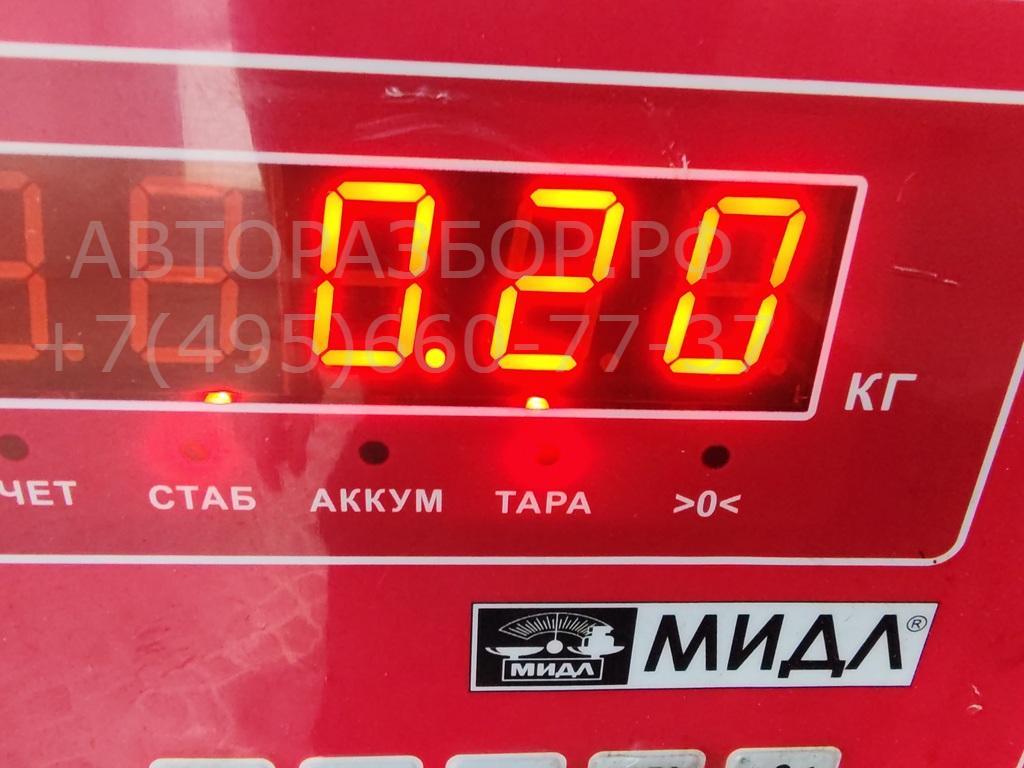 0.20
АВТОРАЗБОР.РФ
+7(495)660-77-37
КГ
ЧЕТ СТАБ АККУМ ТАРА >0<
МИДЛ МИДЛ®